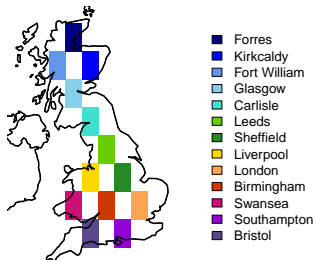 Forres
Kirkcaldy
Fort William
Glasgow
Carlisle
Leeds
Sheffield
Liverpool
London
Birmingham
Swansea
Southampton
Bristol